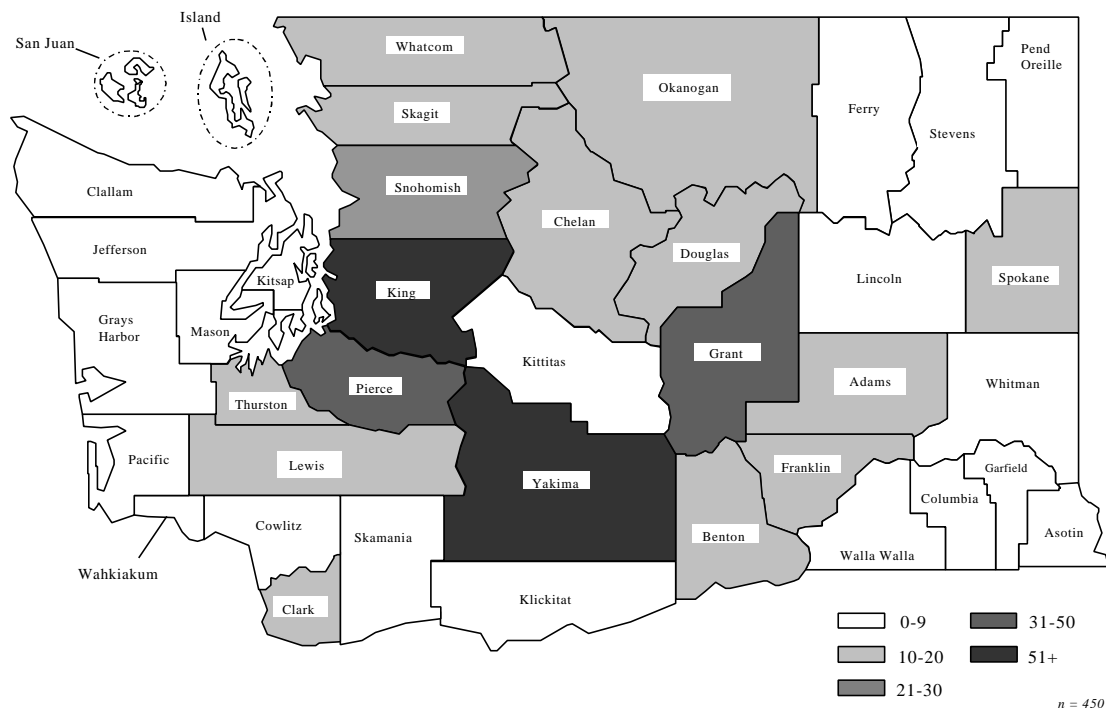 Island
San Juan
Whatcom
Pend
Oreille
Okanogan
Skagit
Ferry
Stevens
Clallam
Snohomish
Chelan
Jefferson
Douglas
Kitsap
King
Lincoln
Spokane
Grays
Harbor
Mason
Kittitas
Grant
Pierce
Adams
Whitman
Thurston
Pacific
Lewis
Yakima
Franklin
Garfield
Columbia
Cowlitz
Skamania
Benton
Asotin
Walla Walla
Wahkiakum
Clark
Klickitat
0-9
31-50
10-20
51+
21-30
n = 450